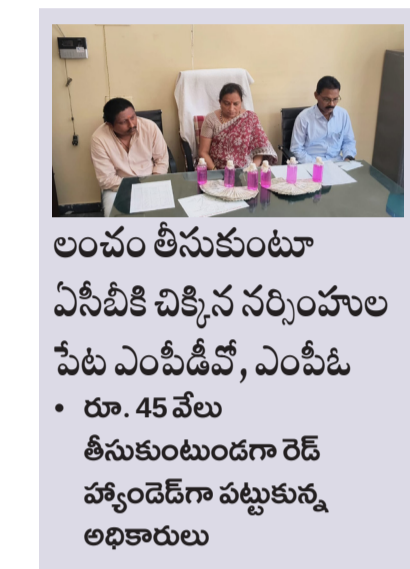 లంచం తీసుకుంటూ
ఏసీబీకి చిక్కిన నర్సింహుల
పేట ఎంపీడీవో, ఎంపీఓ
• రూ. 45 వేలు
తీసుకుంటుండగా రెడ్
హ్యాండెడ్‌గా పట్టుకున్న
అధికారులు